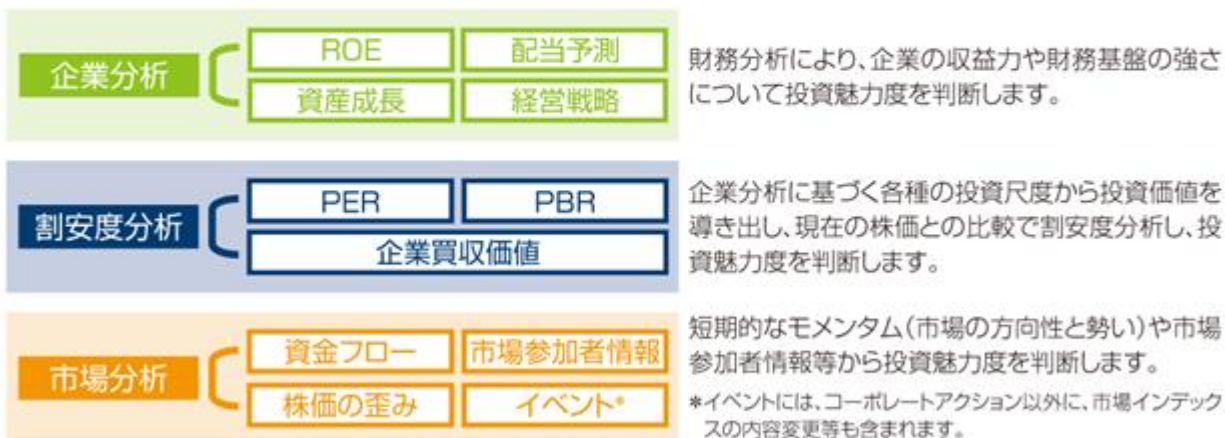 企業分析
ROE
配当予測
資産成長
経営戦略
財務分析により、企業の収益力や財務基盤の強さ
について投資魅力度を判断します。
割安度分析
PER
PBR
企業買収価値
企業分析に基づく各種の投資尺度から投資価値を
導き出し、現在の株価との比較で割安度分析し、投
資魅力度を判断します。
市場分析
資金フロー
市場参加者情報
株価の歪み
イベント*
短期的なモメンタム(市場の方向性と勢い)や市場
参加者情報等から投資魅力度を判断します。
*イベントには、コーポレートアクション以外に、市場インデック
スの内容変更等も含まれます。